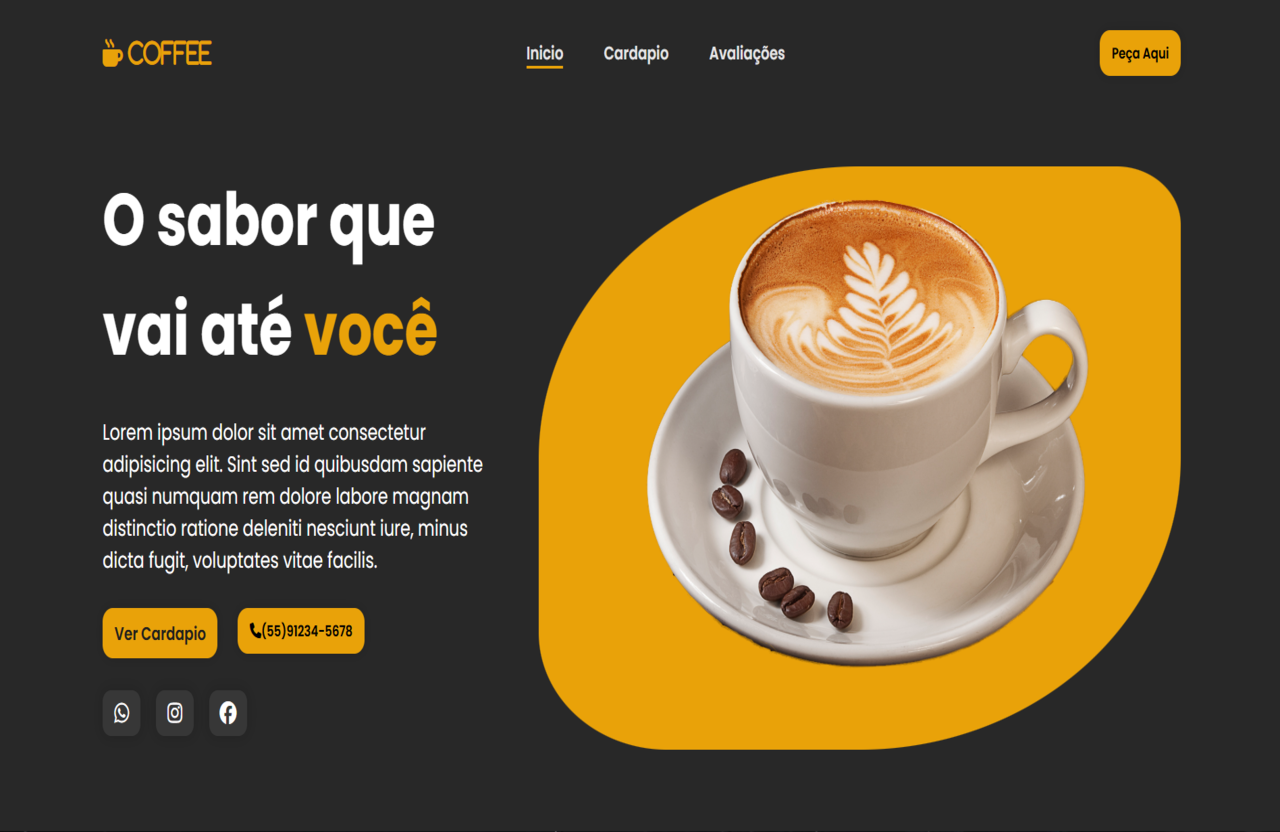 COFFEE
Inicio
Cardapio
Avaliações
Peça Aqui
O sabor que
vai até você
Lorem ipsum dolor sit amet consectetur
adipisicing elit. Sint sed id quibusdam sapiente
quasi numquam rem dolore labore magnam
distinctio ratione deleniti nesciunt iure, minus
dicta fugit, voluptates vitae facilis.
Ver Cardapio
(55)91234-5678